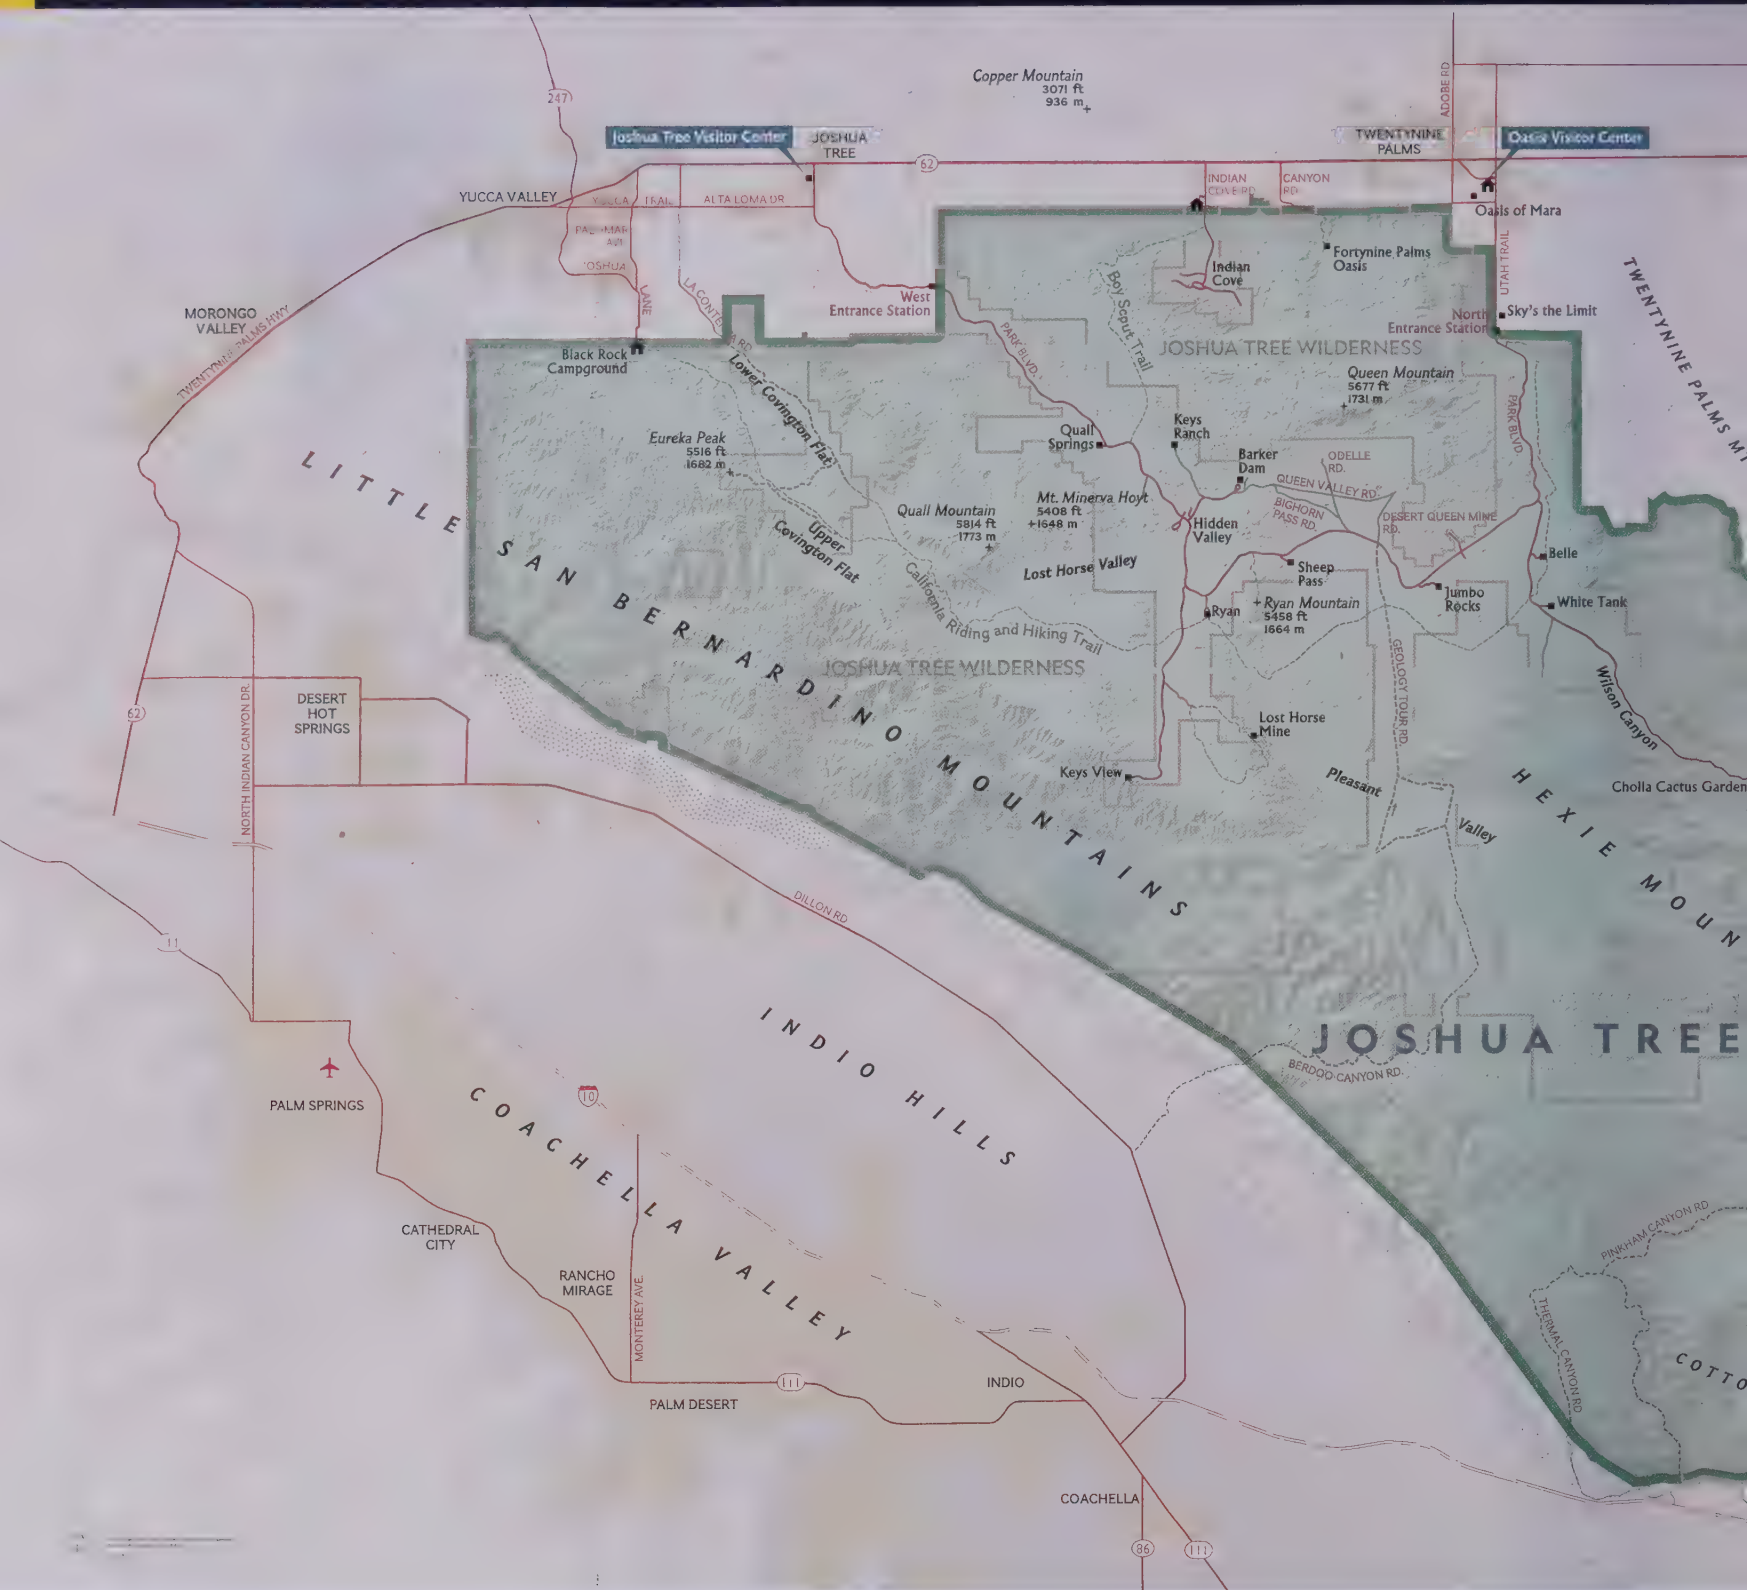 Copper Mountain
3071 ft
936 m
247
ADOBE RD
Joshua Tree Visitor Center
JOSHUA
TREE
TWENTYNINE
PALMS
Oasis Visitor Center
62
YUCCA VALLEY
YUCCA TRAIL
ALTA LOMA DR
INDIAN
COVE RD
CANYON
RD
Oasis of Mara
JOSHUA
LANE
UTAH TRAIL
Fortynine Palms
Oasis
Indian
Cove
Boy Scout Trail
TWENTYNINE PALMS
West
Entrance Station
Sky's the Limit
North
Entrance Station
MORONGO
VALLEY
TWENTYNINE PALMS HWY
PARK BLVD.
JOSHUA TREE WILDERNESS
Black Rock
Campground
Lower Covington Flat
Queen Mountain
5677 ft
1731 m
PARK BLVD
Eureka Peak
5516 ft
1682 m
Quail
Springs
Keys
Ranch
Barker
Dam
ODELLE
RD.
QUEEN VALLEY RD.
BIGHORN
PASS RD.
DESERT QUEEN MINE
RD.
Mt. Minerva Hoyt
5408 ft
1648 m
Quail Mountain
5814 ft
1773 m
Upper
Covington Flat
Hidden
Valley
Belle
Lost Horse Valley
Sheep
Pass
California Riding and Hiking Trail
Ryan
Ryan Mountain
5458 ft
1664 m
Jumbo
Rocks
White Tank
LITTLE SAN BERNARDINO MOUNTAINS
JOSHUA TREE WILDERNESS
GEOLOGY TOUR RD.
Wilson Canyon
62
NORTH INDIAN CANYON DR.
DESERT
HOT
SPRINGS
Lost Horse
Mine
Keys View
Pleasant
Valley
Cholla Cactus Garden
HEXIE MOUN
DILLON RD
11
INDIO HILLS
JOSHUA TREE
BERDOO CANYON RD.
PALM SPRINGS
10
COACHELLA VALLEY
CATHEDRAL
CITY
RANCHO
MIRAGE
MONTEREY AVE.
PINKHAM CANYON RD
THERMAL CANYON RD
COTTO
111
PALM DESERT
INDIO
COACHELLA
86
111